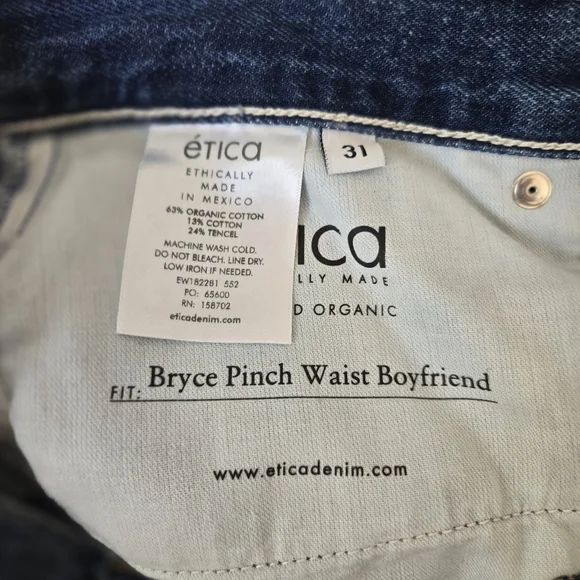 éTICA
ETHICALLY
MADE
IN MEXICO
63% ORGANIC COTTON
13% COTTON
24% TENCEL
MACHINE WASH COLD.
DO NOT BLEACH. LINE DRY.
LOW IRON IF NEEDED.
EW182281 552
PO: 65600
RN: 158702
eticadenim.com
31
ICA
LLY MADE
D ORGANIC
FIT: Bryce Pinch Waist Boyfriend
www.eticadenim.com